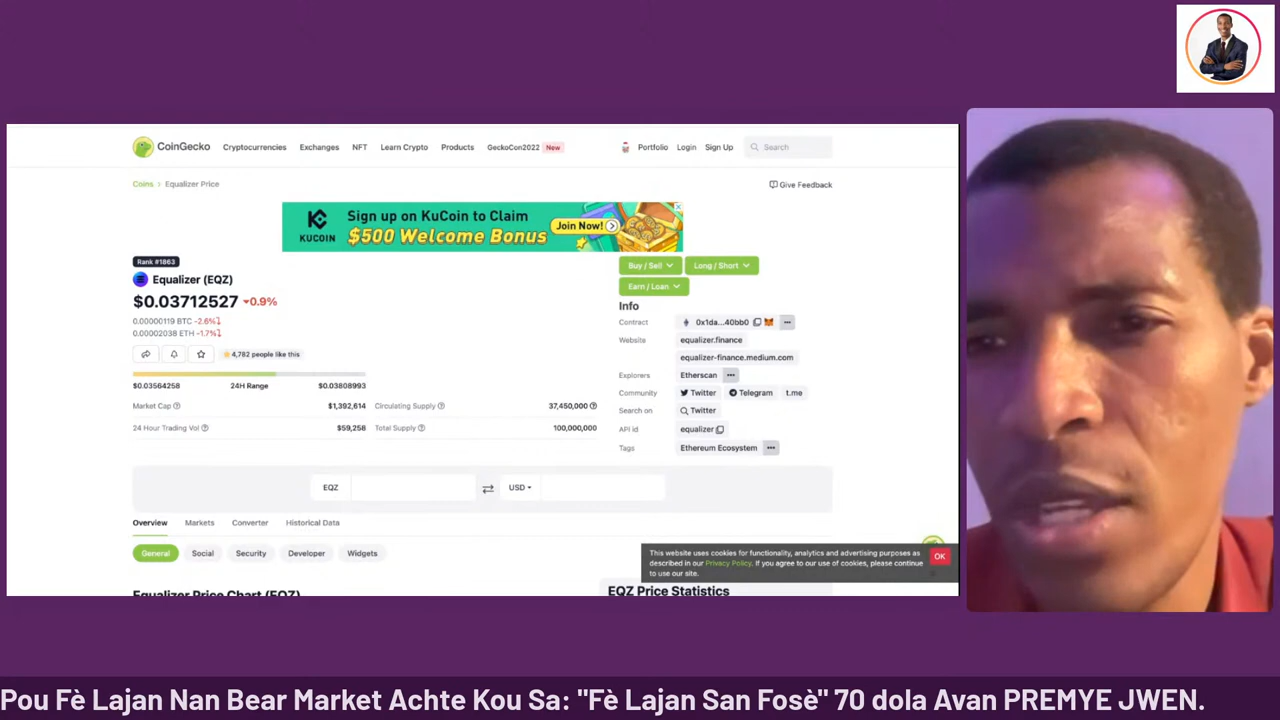 CoinGecko Cryptocurrencies Exchanges NFT Learn Crypto Products GeckoCon2022 New Portfolio Login Sign Up Search
Coins > Equalizer Price Give Feedback
KUCOIN Sign up on KuCoin to Claim
$500 Welcome Bonus Join Now!
Rank #1863
Equalizer (EQZ)
$0.03712527 0.9%
0.00000119 BTC -2.6%
0.00002038 ETH -1.7%
4,782 people like this
$0.03564258 24H Range $0.03808993
Market Cap $1,392,614 Circulating Supply 37,450,000
24 Hour Trading Vol $59,258 Total Supply 100,000,000
Buy / Sell Long / Short
Earn / Loan
Info
Contract 0x1da...40bb0
Website equalizer.finance
equalizer-finance.medium.com
Explorers Etherscan
Community Twitter Telegram t.me
Search on Twitter
API id equalizer
Tags Ethereum Ecosystem
EQZ USD
Overview Markets Converter Historical Data
General Social Security Developer Widgets
This website uses cookies for functionality, analytics and advertising purposes as
described in our Privacy Policy. If you agree to our use of cookies, please continue
to use our site.
OK
Equalizer Price Chart (EQZ)
EQZ Price Statistics
Pou Fè Lajan Nan Bear Market Achte Kou Sa: "Fè Lajan San Fosè" 70 dola Avan PREMYE JWEN.